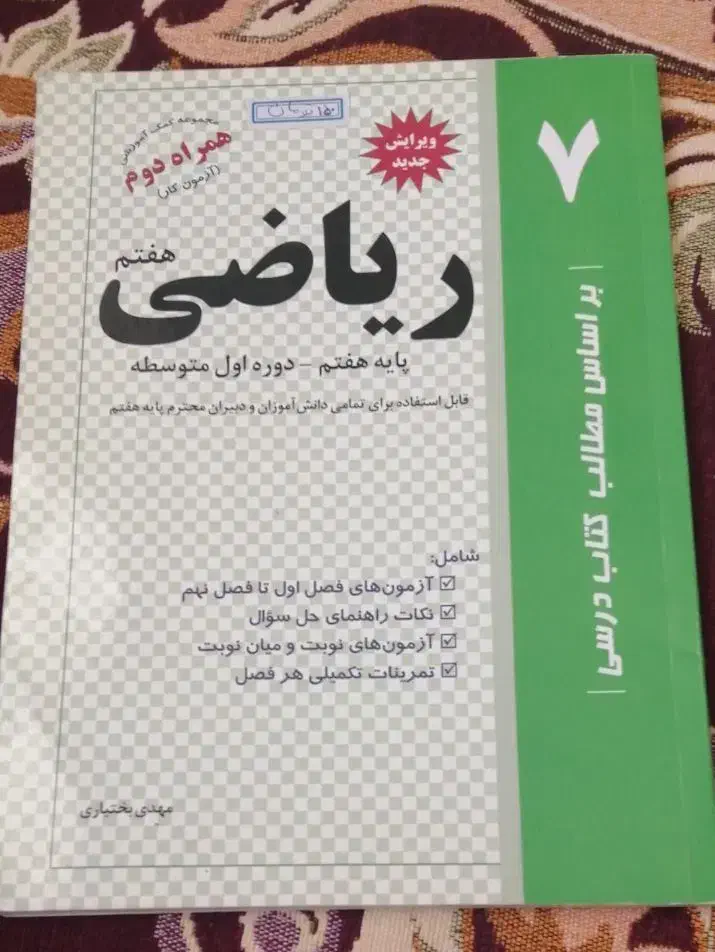 ۱۵۰ تومان
مجموعه کمک آموزشی
همراه دوم
(آزمون کار)
ویرایش
جدید
ریاضی
هفتم
پایه هفتم - دوره اول متوسطه
قابل استفاده برای تمامی دانش‌آموزان و دبیران محترم پایه هفتم
شامل:
آزمون‌های فصل اول تا فصل نهم
نکات راهنمای حل سؤال
آزمون‌های نوبت و میان نوبت
تمرینات تکمیلی هر فصل
مهدی بختیاری
۷
بر اساس مطالب کتاب درسی